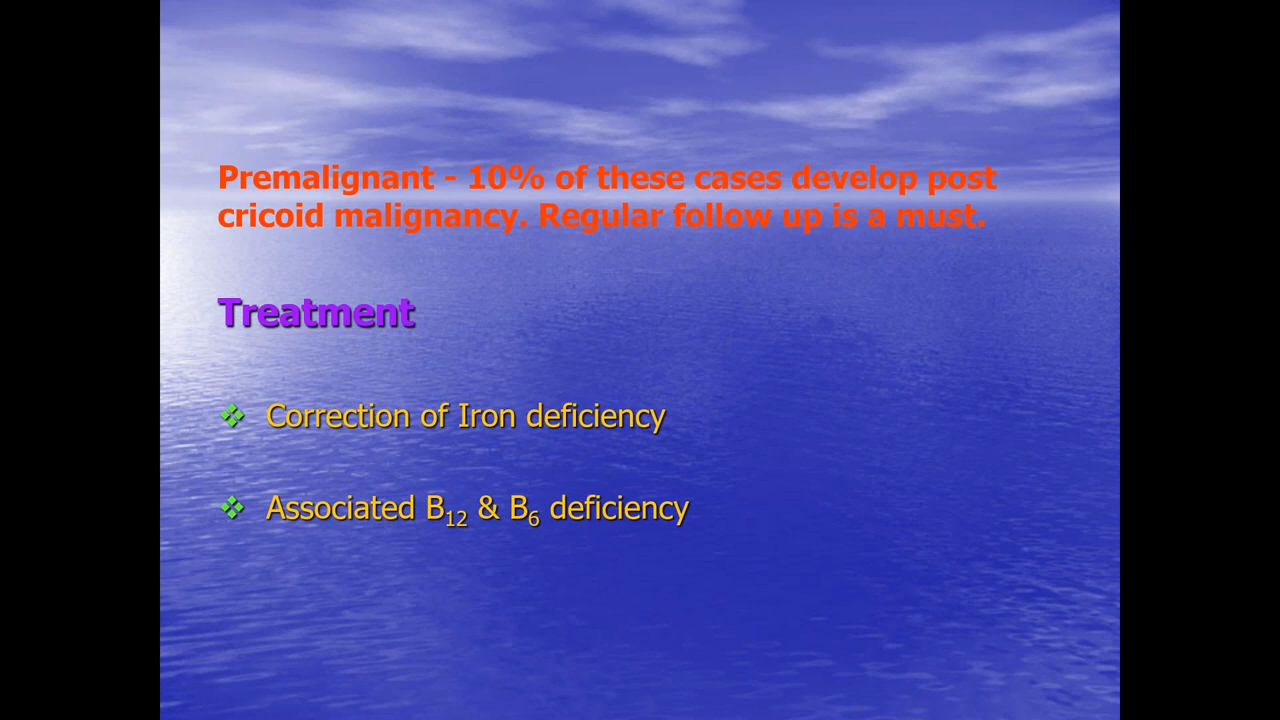 Premalignant - 10% of these cases develop post
cricoid malignancy. Regular follow up is a must.
Treatment
❖ Correction of Iron deficiency
❖ Associated B₁₂ & B₆ deficiency